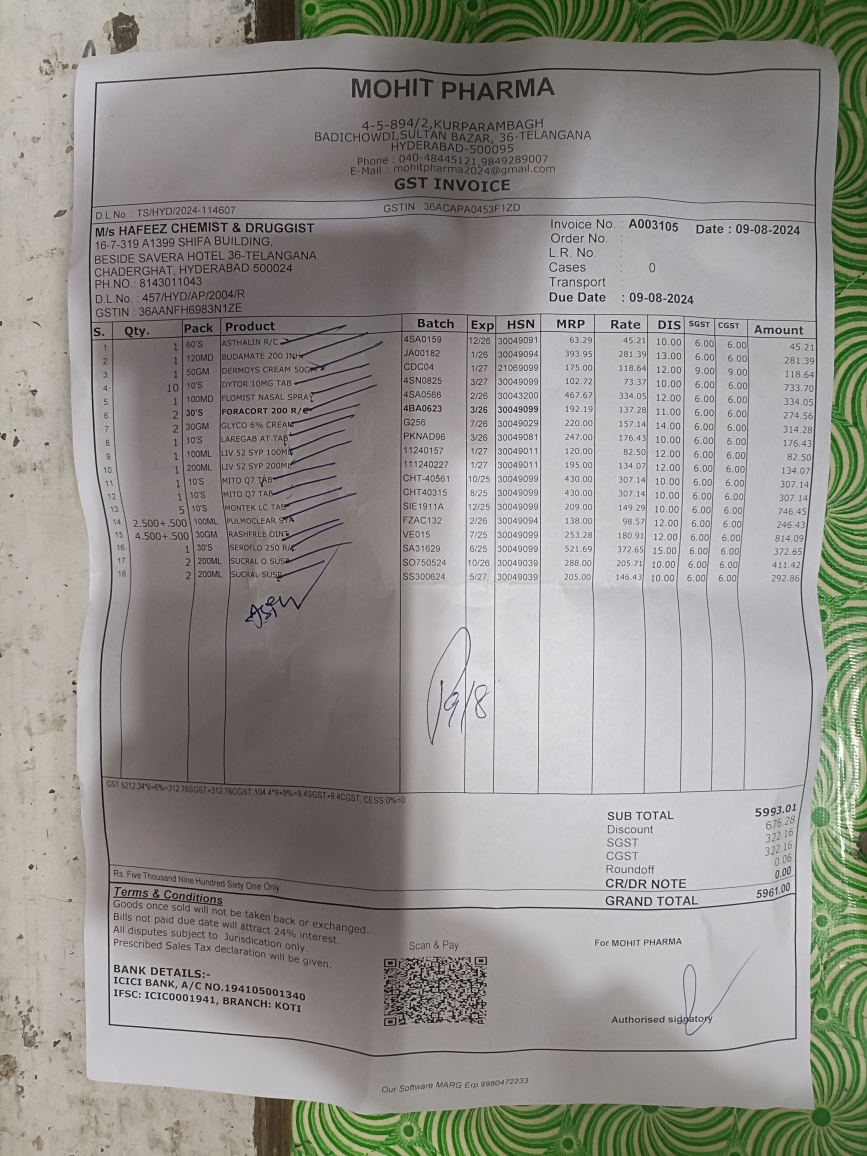 MOHIT PHARMA
4-5-894/2,KURPARAMBAGH
BADICHOWDI,SULTAN BAZAR, 36-TELANGANA
HYDERABAD-500095
Phone : 040-48445121,9849289007
E-Mail : mohitpharma2024@gmail.com
GST INVOICE
D.L.No. : TS/HYD/2024-114607 GSTIN 36ACAPA0453F1ZD
M/s HAFEEZ CHEMIST & DRUGGIST
16-7-319 A1399 SHIFA BUILDING,
BESIDE SAVERA HOTEL 36-TELANGANA
CHADERGHAT, HYDERABAD 500024
PH.NO.: 8143011043
D.L.No. : 457/HYD/AP/2004/R
GSTIN : 36AANFH6983N1ZE
Invoice No. : A003105 Date : 09-08-2024
Order No. :
L.R. No. :
Cases : 0
Transport :
Due Date : 09-08-2024
S. Qty. Pack Product Batch Exp HSN MRP Rate DIS SGST CGST Amount
1 1 60'S ASTHALIN R/C 4SA0159 12/26 30049091 63.29 45.21 10.00 6.00 6.00 45.21
2 1 120MD BUDAMATE 200 INH JA00182 1/26 30049094 393.95 281.39 13.00 6.00 6.00 281.39
3 1 50GM DERMOYS CREAM 50GM CDC04 1/27 21069099 175.00 118.64 12.00 9.00 9.00 118.64
4 10 10'S DYTOR 10MG TAB 4SN0825 3/27 30049099 102.72 73.37 10.00 6.00 6.00 733.70
5 1 100MD FLOMIST NASAL SPRAY 4SA0566 2/26 30043200 467.67 334.05 12.00 6.00 6.00 334.05
6 2 30'S FORACORT 200 R/C 4BA0623 3/26 30049099 192.19 137.28 11.00 6.00 6.00 274.56
7 2 30GM GLYCO 6% CREAM G256 7/26 30049029 220.00 157.14 14.00 6.00 6.00 314.28
8 1 10'S LAREGAB AT TAB PKNAD96 3/26 30049081 247.00 176.43 10.00 6.00 6.00 176.43
9 1 100ML LIV 52 SYP 100ML 11240157 1/27 30049011 120.00 82.50 12.00 6.00 6.00 82.50
10 1 200ML LIV 52 SYP 200ML 111240227 1/27 30049011 195.00 134.07 12.00 6.00 6.00 134.07
11 1 10'S MITO Q7 TAB CHT-40561 10/25 30049099 430.00 307.14 10.00 6.00 6.00 307.14
12 1 10'S MITO Q7 TAB CHT40315 8/25 30049099 430.00 307.14 10.00 6.00 6.00 307.14
13 5 10'S MONTEK LC TAB SIE1911A 12/25 30049099 209.00 149.29 10.00 6.00 6.00 746.45
14 2.500+.500 100ML PULMOCLEAR FZAC132 2/26 30049094 138.00 98.57 12.00 6.00 6.00 246.43
15 4.500+.500 30GM RASHFREE OINT VE015 7/25 30049099 253.28 180.91 12.00 6.00 6.00 814.09
16 1 30'S SEROFLO 250 R/C SA31629 6/25 30049099 521.69 372.65 15.00 6.00 6.00 372.65
17 2 200ML SUCRAL O SUSP SO750524 10/26 30049039 288.00 205.71 10.00 6.00 6.00 411.42
18 2 200ML SUCRAL SUSP SS300624 5/27 30049039 205.00 146.43 10.00 6.00 6.00 292.86
19/8
GST 5212.34*6+6%=312.76SGST+312.76CGST, 104.4*9+9%=9.4SGST+9.4CGST, CESS:0%=0
SUB TOTAL 5993.01
Discount 676.28
SGST 322.16
CGST 322.16
Roundoff 0.06
CR/DR NOTE 0.00
GRAND TOTAL 5961.00
Rs. Five Thousand Nine Hundred Sixty One Only
Terms & Conditions
Goods once sold will not be taken back or exchanged.
Bills not paid due date will attract 24% interest.
All disputes subject to Jurisdication only.
Prescribed Sales Tax declaration will be given.
BANK DETAILS:-
ICICI BANK, A/C NO.194105001340
IFSC: ICIC0001941, BRANCH: KOTI
Scan & Pay
For MOHIT PHARMA
Authorised signatory
Our Software MARG Erp 9980472233